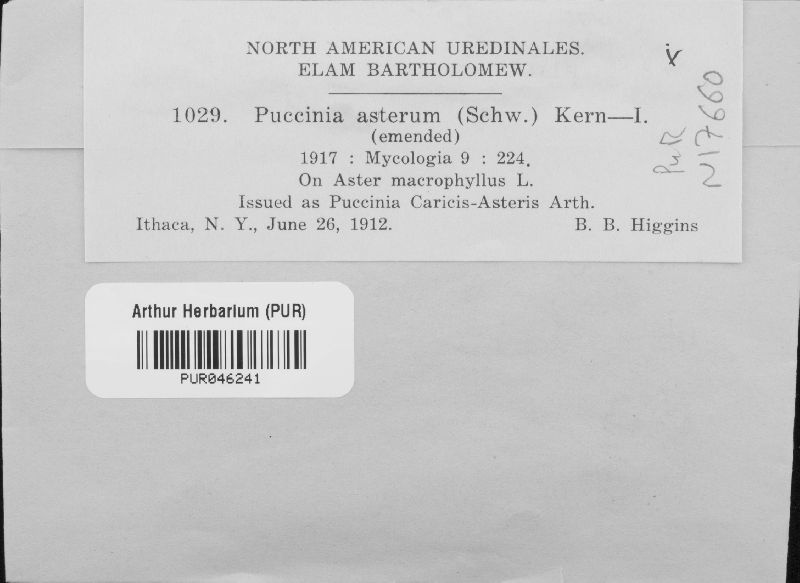 NORTH AMERICAN UREDINALES.
ELAM BARTHOLOMEW.
1029. Puccinia asterum (Schw.) Kern—I.
(emended)
1917 : Mycologia 9 : 224.
On Aster macrophyllus L.
Issued as Puccinia Caricis-Asteris Arth.
Ithaca, N. Y., June 26, 1912. B. B. Higgins
PUR
N17660
Arthur Herbarium (PUR)
PUR046241